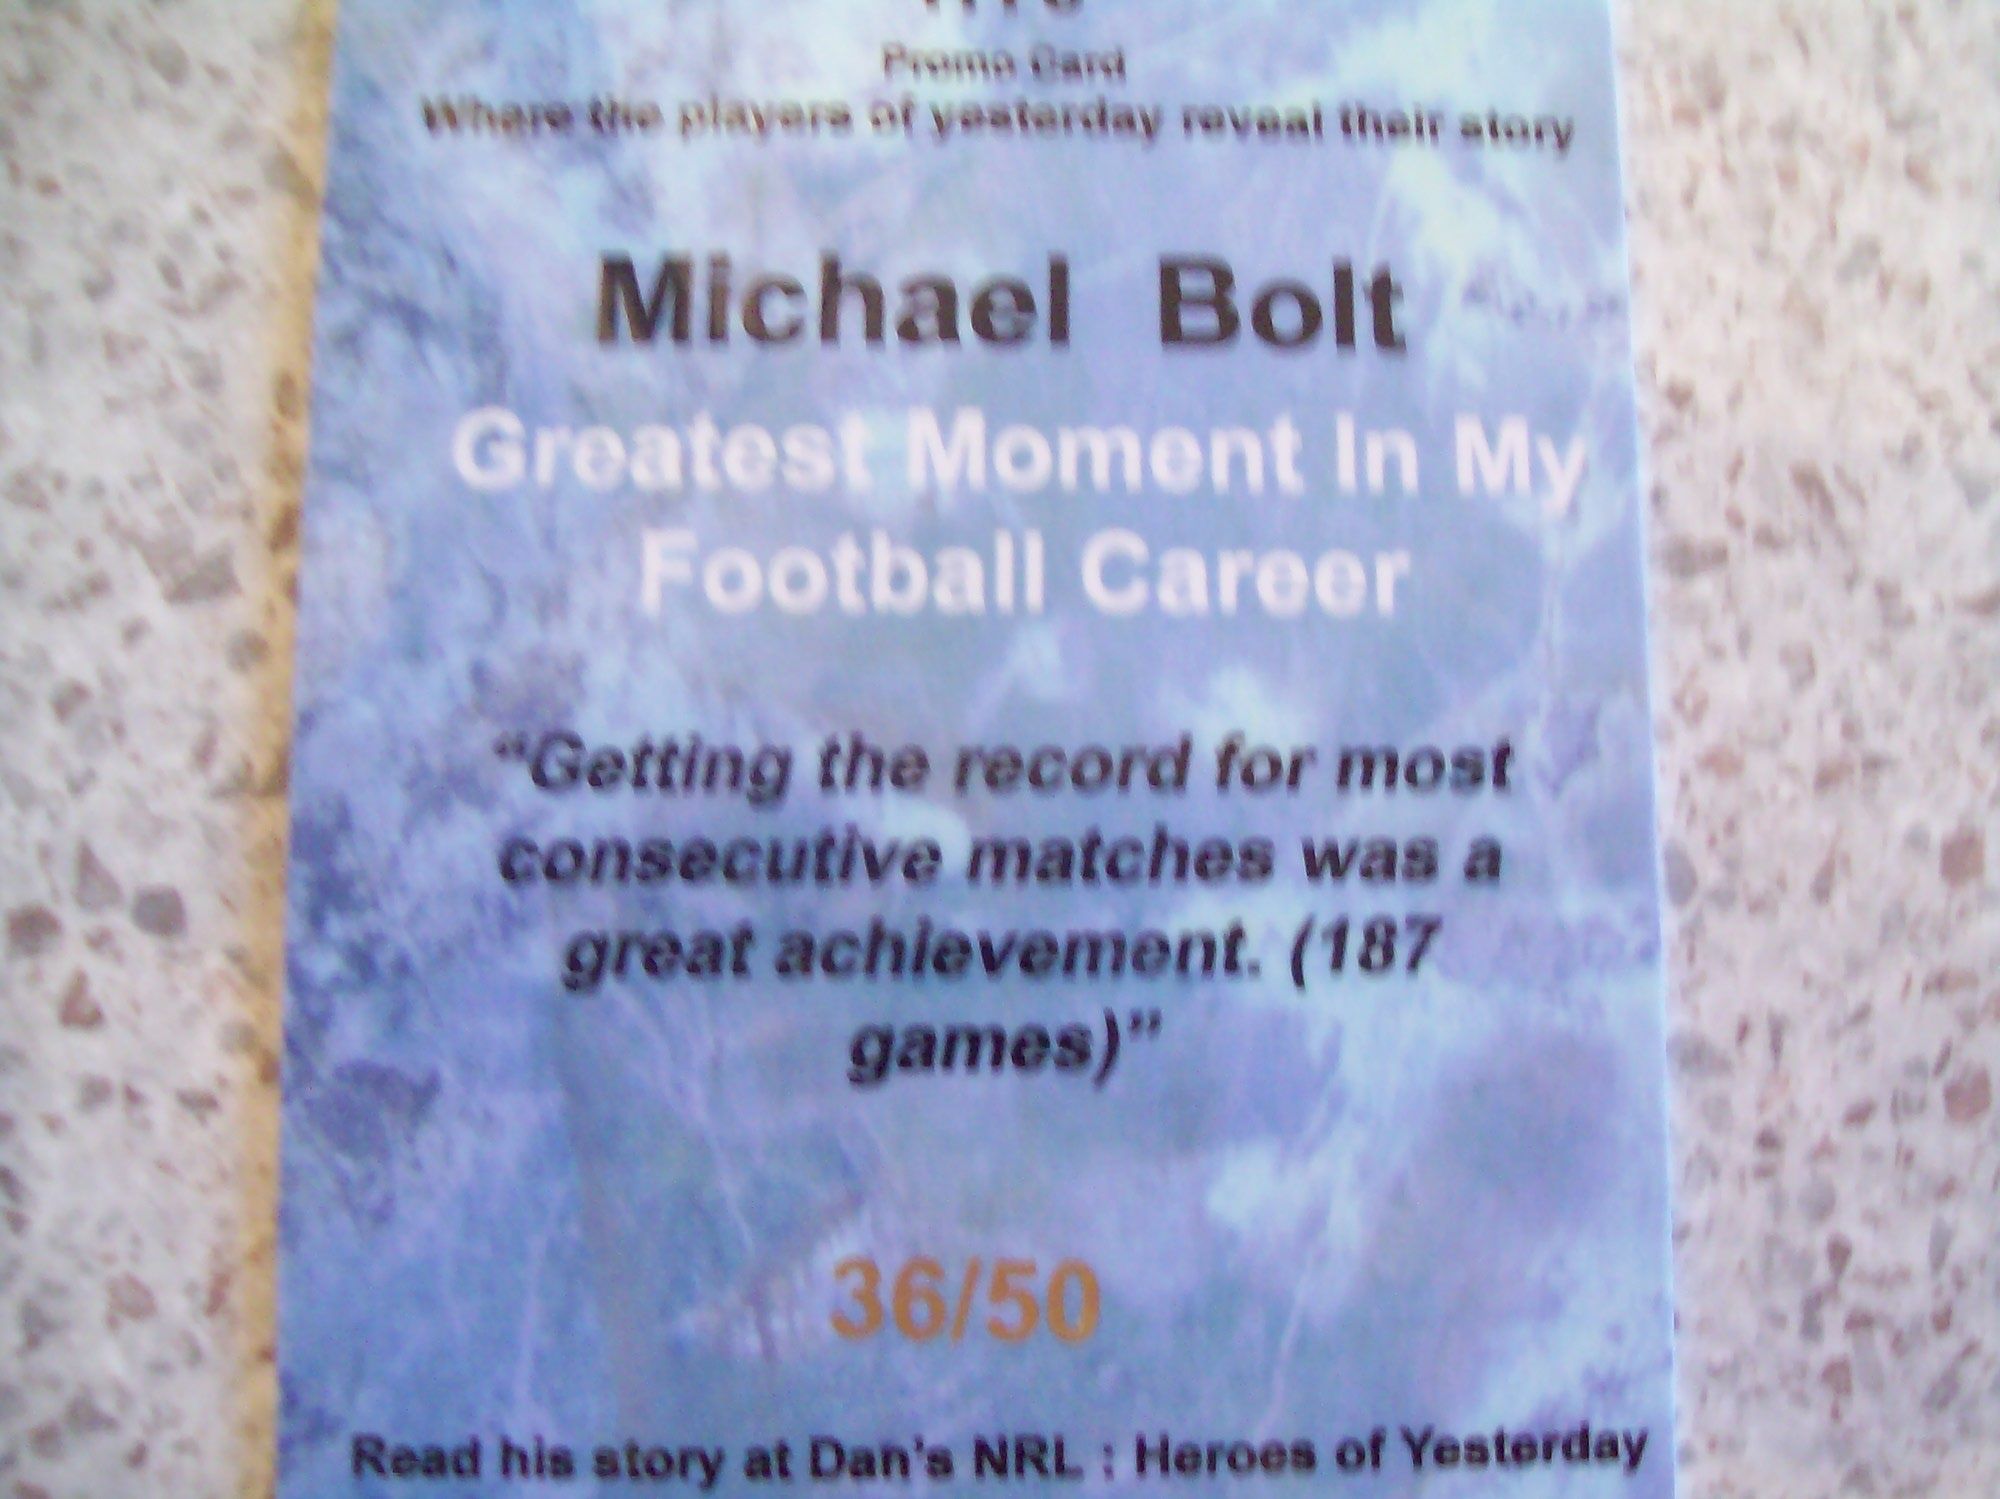 Promo Card
Where the players of yesterday reveal their story
Michael Bolt
Greatest Moment In My
Football Career
“Getting the record for most
consecutive matches was a
great achievement. (187
games)”
36/50
Read his story at Dan's NRL : Heroes of Yesterday